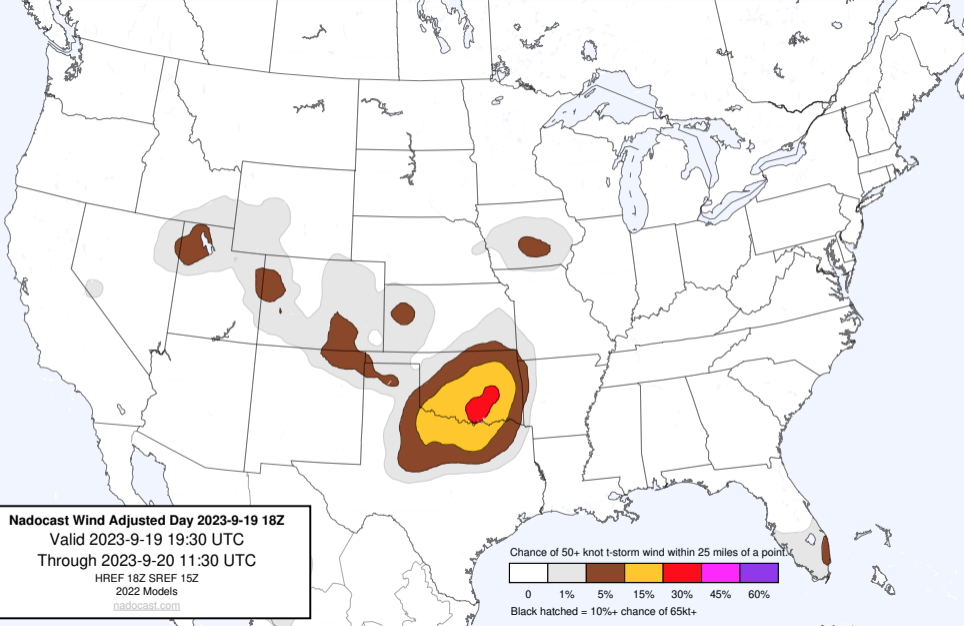 Nadocast Wind Adjusted Day 2023-9-19 18Z
Valid 2023-9-19 19:30 UTC
Through 2023-9-20 11:30 UTC
HREF 18Z SREF 15Z
2022 Models
nadocast.com
Chance of 50+ knot t-storm wind within 25 miles of a point.
0 1% 5% 15% 30% 45% 60%
Black hatched = 10%+ chance of 65kt+